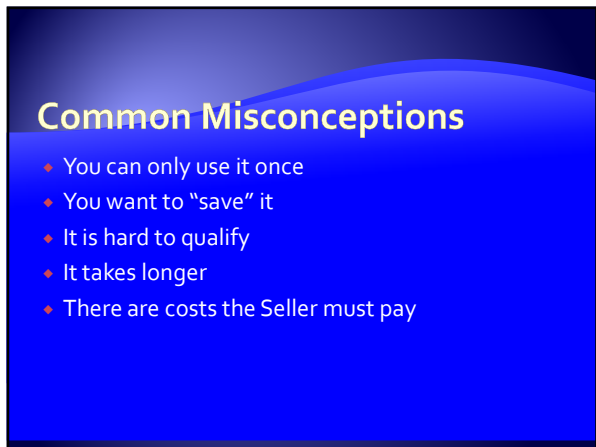 Common Misconceptions
You can only use it once
You want to “save” it
It is hard to qualify
It takes longer
There are costs the Seller must pay